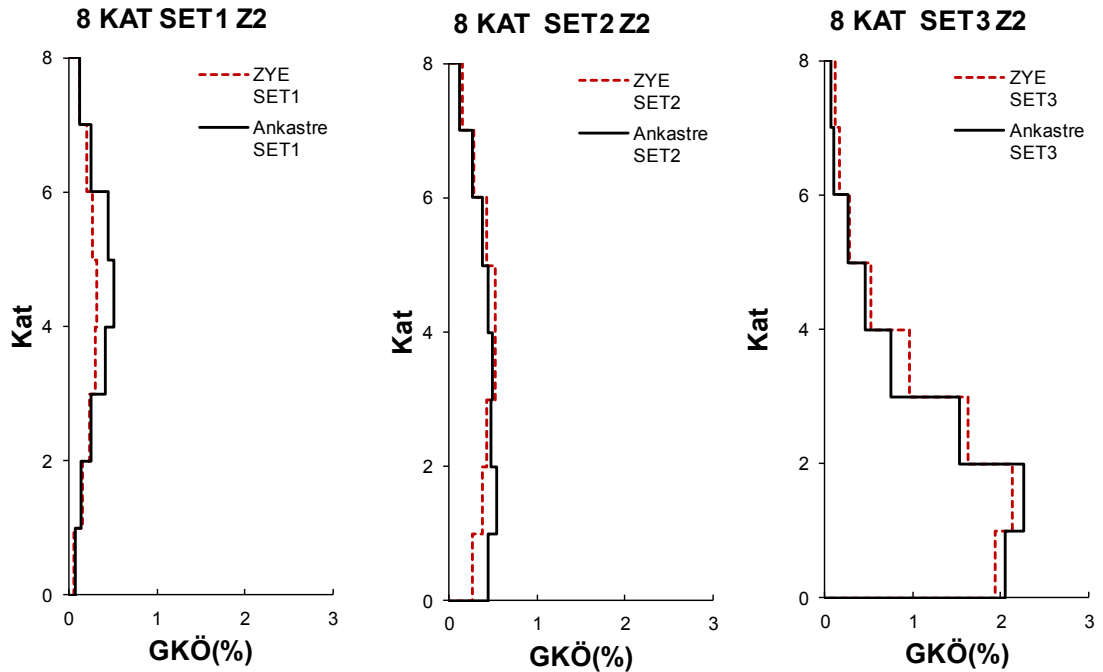 8 KAT SET1 Z2
ZYE
SET1
Ankastre
SET1
Kat
8
6
4
2
0
0 1 2 3
GKÖ(%)
8 KAT SET2 Z2
ZYE
SET2
Ankastre
SET2
Kat
8
6
4
2
0
0 1 2 3
GKÖ(%)
8 KAT SET3 Z2
ZYE
SET3
Ankastre
SET3
Kat
8
6
4
2
0
0 1 2 3
GKÖ(%)